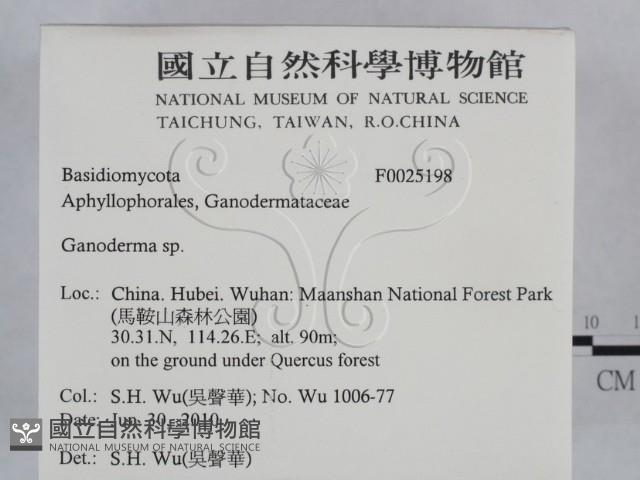 國立自然科學博物館
NATIONAL MUSEUM OF NATURAL SCIENCE
TAICHUNG, TAIWAN, R.O.CHINA
Basidiomycota F0025198
Aphyllophorales, Ganodermataceae
Ganoderma sp.
Loc.: China. Hubei. Wuhan: Maanshan National Forest Park
(馬鞍山森林公園)
30.31.N, 114.26.E; alt. 90m;
on the ground under Quercus forest
10
CM
Col.: S.H. Wu(吳聲華); No. Wu 1006-77
Date: Jun. 30, 2010
國立自然科學博物館
NATIONAL MUSEUM OF NATURAL SCIENCE
Det.: S.H. Wu(吳聲華)